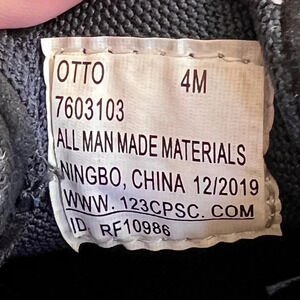 OTTO 4M
7603103
ALL MAN MADE MATERIALS
NINGBO, CHINA 12/2019
WWW. 123CPSC. COM
ID. RF10986